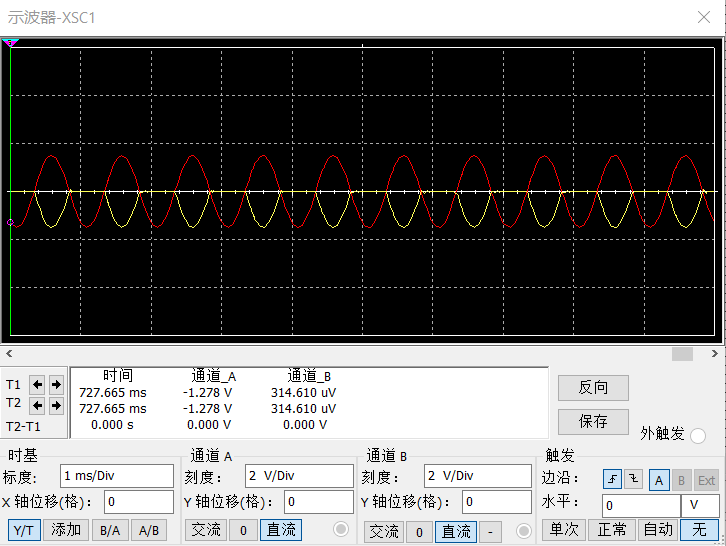 示波器-XSC1
时间 通道_A 通道_B
T1 727.665 ms -1.278 V 314.610 uV
T2 727.665 ms -1.278 V 314.610 uV
T2-T1 0.000 s 0.000 V 0.000 V
反向
保存
外触发
时基 通道 A 通道 B 触发
标度: 1 ms/Div 刻度: 2 V/Div 刻度: 2 V/Div 边沿: A B Ext
X 轴位移(格): 0 Y 轴位移(格): 0 Y 轴位移(格): 0 水平: 0 V
Y/T 添加 B/A A/B 交流 0 直流 交流 0 直流 - 单次 正常 自动 无